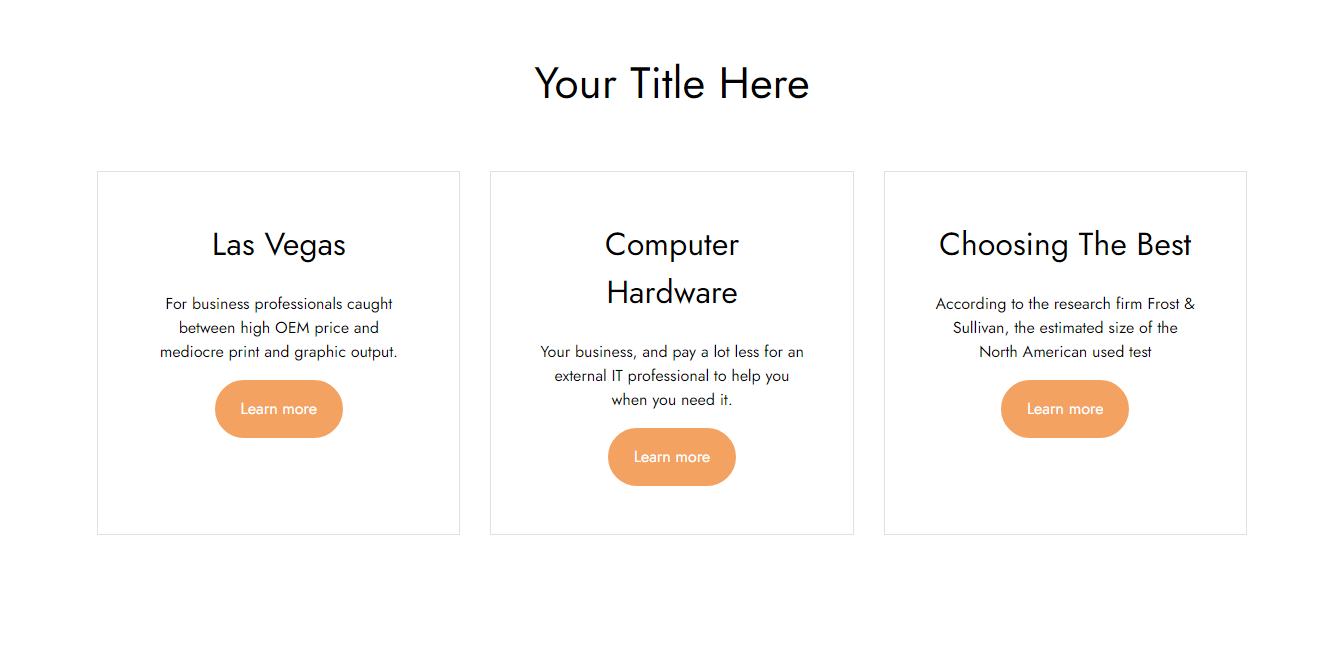 Your Title Here
Las Vegas
For business professionals caught
between high OEM price and
mediocre print and graphic output.
Learn more
Computer
Hardware
Your business, and pay a lot less for an
external IT professional to help you
when you need it.
Learn more
Choosing The Best
According to the research firm Frost &
Sullivan, the estimated size of the
North American used test
Learn more